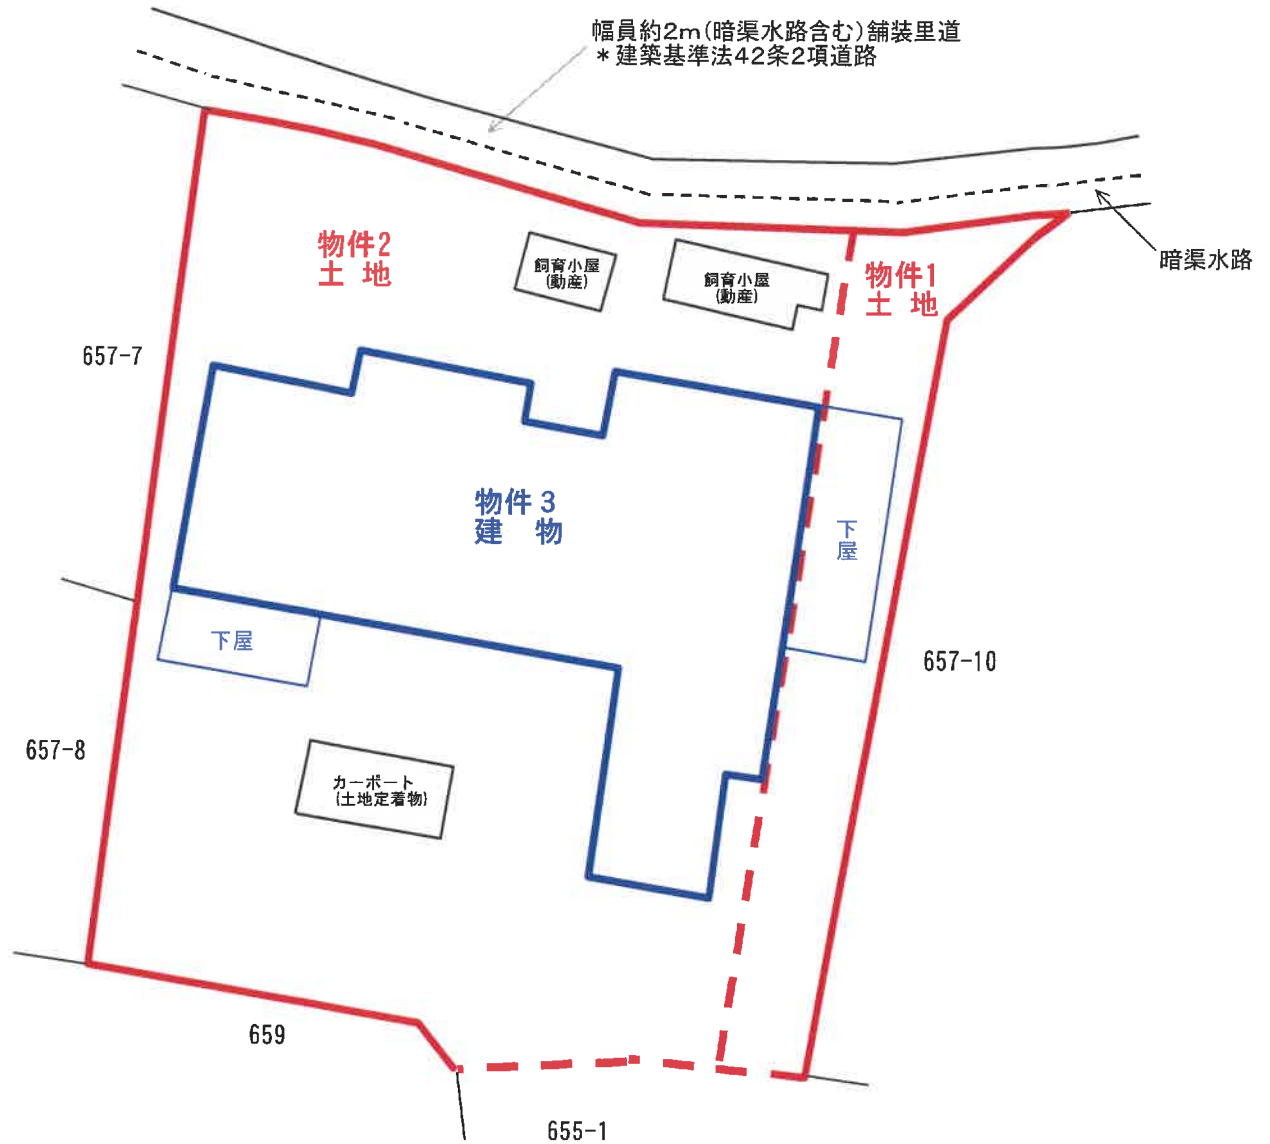 幅員約2m(暗渠水路含む)舗装里道
*建築基準法42条2項道路
暗渠水路
物件2
土 地
飼育小屋
(動産)
飼育小屋
(動産)
物件1
土 地
657-7
物件 3
建 物
下
屋
下屋
657-10
657-8
カーポート
(土地定着物)
659
655-1